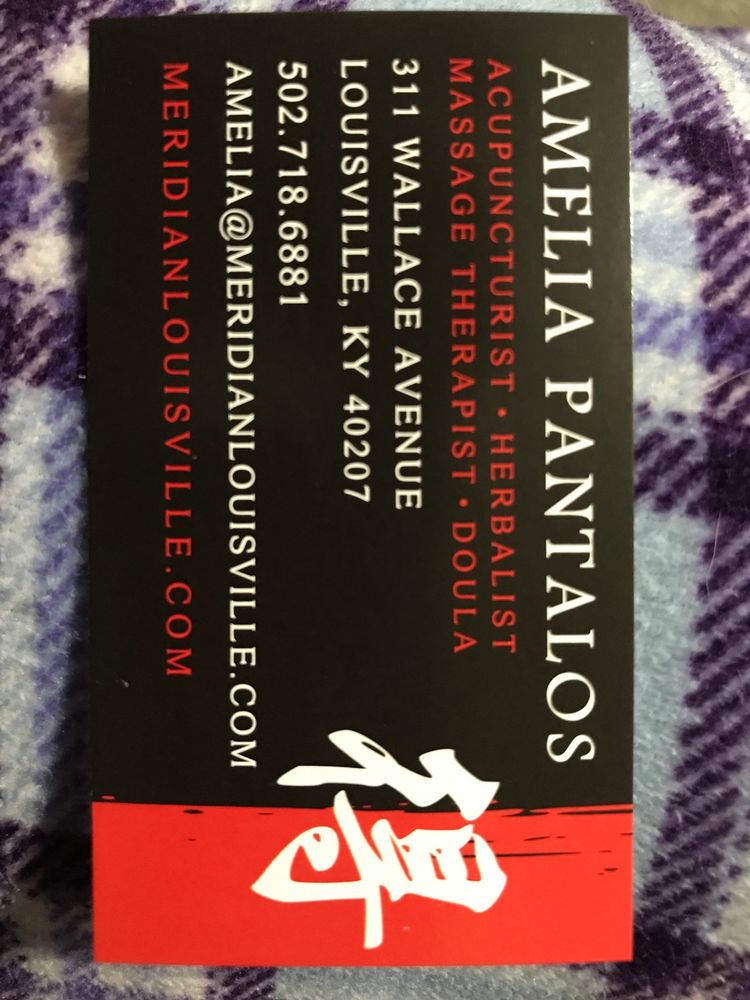 AMELIA PANTALOS
ACUPUNCTURIST • HERBALIST
MASSAGE THERAPIST • DOULA
311 WALLACE AVENUE
LOUISVILLE, KY 40207
502.718.6881
AMELIA@MERIDIANLOUISVILLE.COM
MERIDIANLOUISVILLE.COM